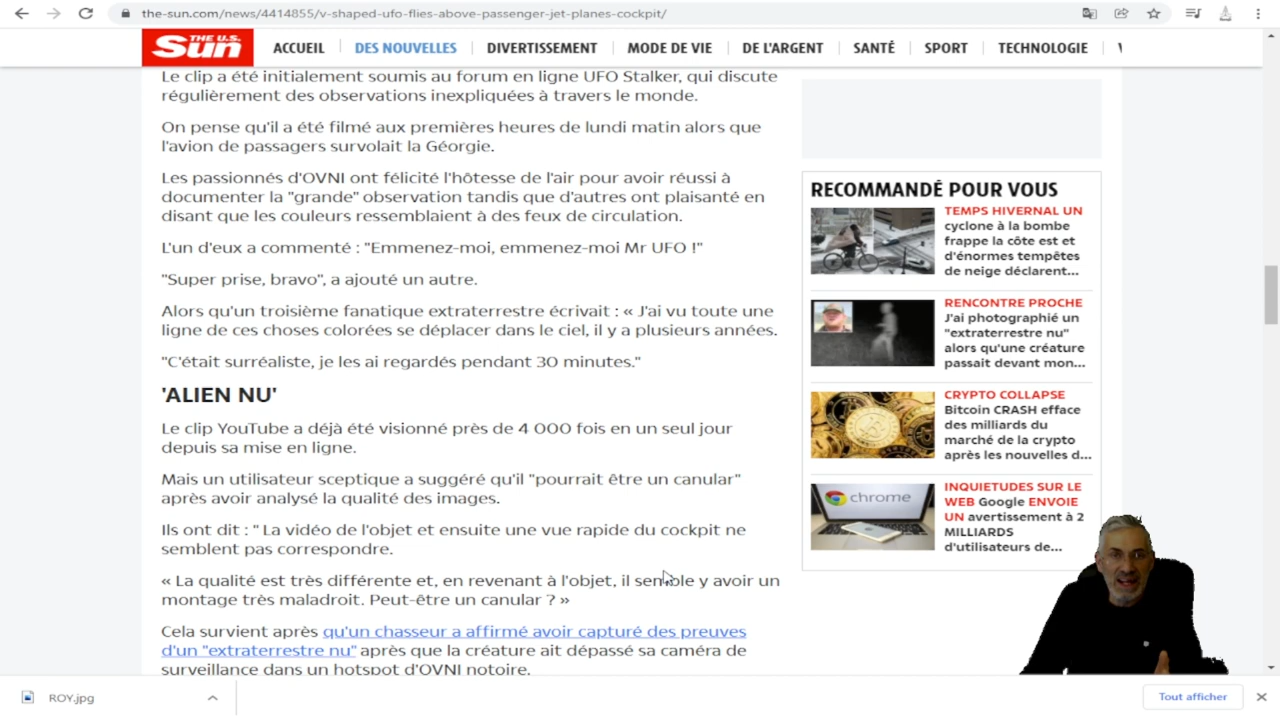 the-sun.com/news/4414855/v-shaped-ufo-flies-above-passenger-jet-planes-cockpit/
THE U.S. Sun
ACCUEIL DES NOUVELLES DIVERTISSEMENT MODE DE VIE DE L'ARGENT SANTÉ SPORT TECHNOLOGIE
Le clip a été initialement soumis au forum en ligne UFO Stalker, qui discute
régulièrement des observations inexpliquées à travers le monde.
On pense qu'il a été filmé aux premières heures de lundi matin alors que
l'avion de passagers survolait la Géorgie.
Les passionnés d'OVNI ont félicité l'hôtesse de l'air pour avoir réussi à
documenter la "grande" observation tandis que d'autres ont plaisanté en
disant que les couleurs ressemblaient à des feux de circulation.
L'un d'eux a commenté : "Emmenez-moi, emmenez-moi Mr UFO !"
"Super prise, bravo", a ajouté un autre.
Alors qu'un troisième fanatique extraterrestre écrivait : « J'ai vu toute une
ligne de ces choses colorées se déplacer dans le ciel, il y a plusieurs années.
"C'était surréaliste, je les ai regardés pendant 30 minutes."
'ALIEN NU'
Le clip YouTube a déjà été visionné près de 4 000 fois en un seul jour
depuis sa mise en ligne.
Mais un utilisateur sceptique a suggéré qu'il "pourrait être un canular"
après avoir analysé la qualité des images.
Ils ont dit : " La vidéo de l'objet et ensuite une vue rapide du cockpit ne
semblent pas correspondre.
« La qualité est très différente et, en revenant à l'objet, il semble y avoir un
montage très maladroit. Peut-être un canular ? »
Cela survient après qu'un chasseur a affirmé avoir capturé des preuves
d'un "extraterrestre nu" après que la créature ait dépassé sa caméra de
surveillance dans un hotspot d'OVNI notoire.
RECOMMANDÉ POUR VOUS
TEMPS HIVERNAL UN
cyclone à la bombe
frappe la côte est et
d'énormes tempêtes
de neige déclarent...
RENCONTRE PROCHE
J'ai photographié un
"extraterrestre nu"
alors qu'une créature
passait devant mon...
CRYPTO COLLAPSE
Bitcoin CRASH efface
des milliards du
marché de la crypto
après les nouvelles d...
chrome
INQUIETUDES SUR LE
WEB Google ENVOIE
UN avertissement à 2
MILLIARDS
d'utilisateurs de...
ROY.jpg
Tout afficher